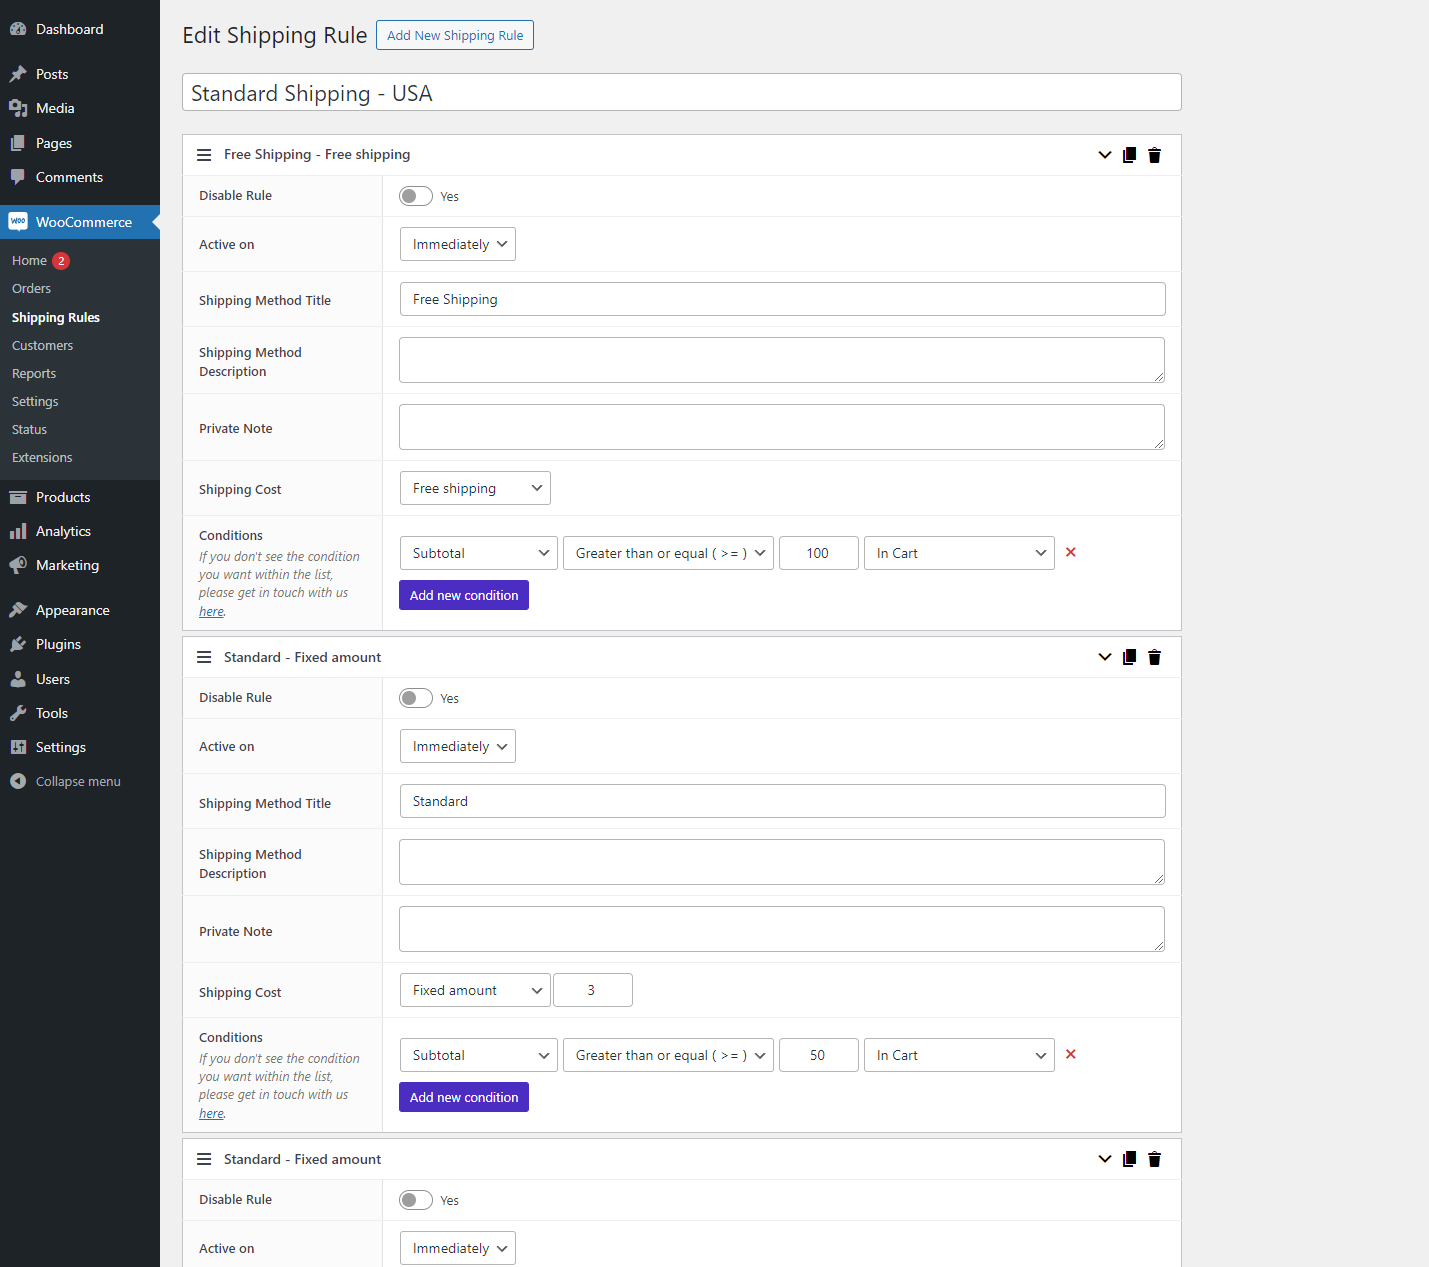 Dashboard
Posts
Media
Pages
Comments
WooCommerce
Home 2
Orders
Shipping Rules
Customers
Reports
Settings
Status
Extensions
Products
Analytics
Marketing
Appearance
Plugins
Users
Tools
Settings
Collapse menu
Edit Shipping Rule Add New Shipping Rule
Standard Shipping - USA
Free Shipping - Free shipping
Disable Rule Yes
Active on Immediately
Shipping Method Title Free Shipping
Shipping Method
Description
Private Note
Shipping Cost Free shipping
Conditions
If you don't see the condition
you want within the list,
please get in touch with us
here.
Subtotal Greater than or equal ( >= ) 100 In Cart
Add new condition
Standard - Fixed amount
Disable Rule Yes
Active on Immediately
Shipping Method Title Standard
Shipping Method
Description
Private Note
Shipping Cost Fixed amount 3
Conditions
If you don't see the condition
you want within the list,
please get in touch with us
here.
Subtotal Greater than or equal ( >= ) 50 In Cart
Add new condition
Standard - Fixed amount
Disable Rule Yes
Active on Immediately